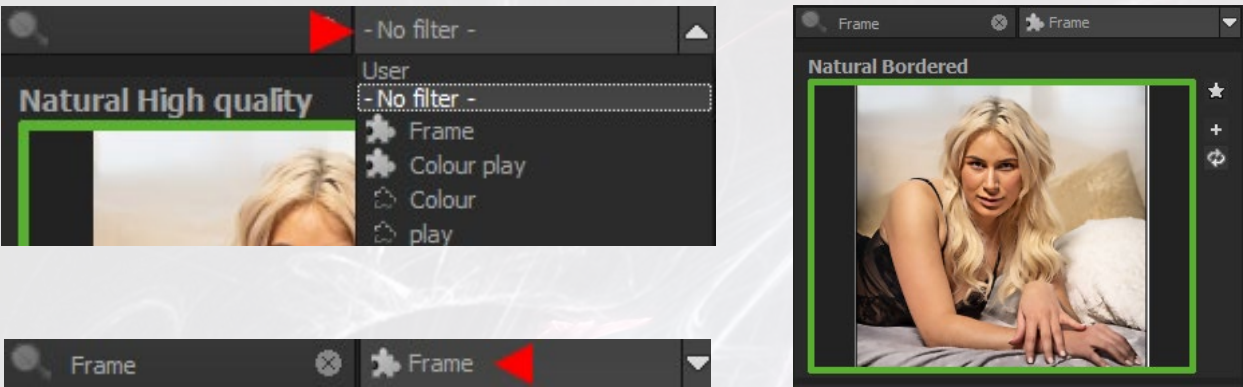 - No filter -
User
Natural High quality
- No filter -
Frame
Colour play
Colour
play
Frame
Frame
Frame
Frame
Natural Bordered